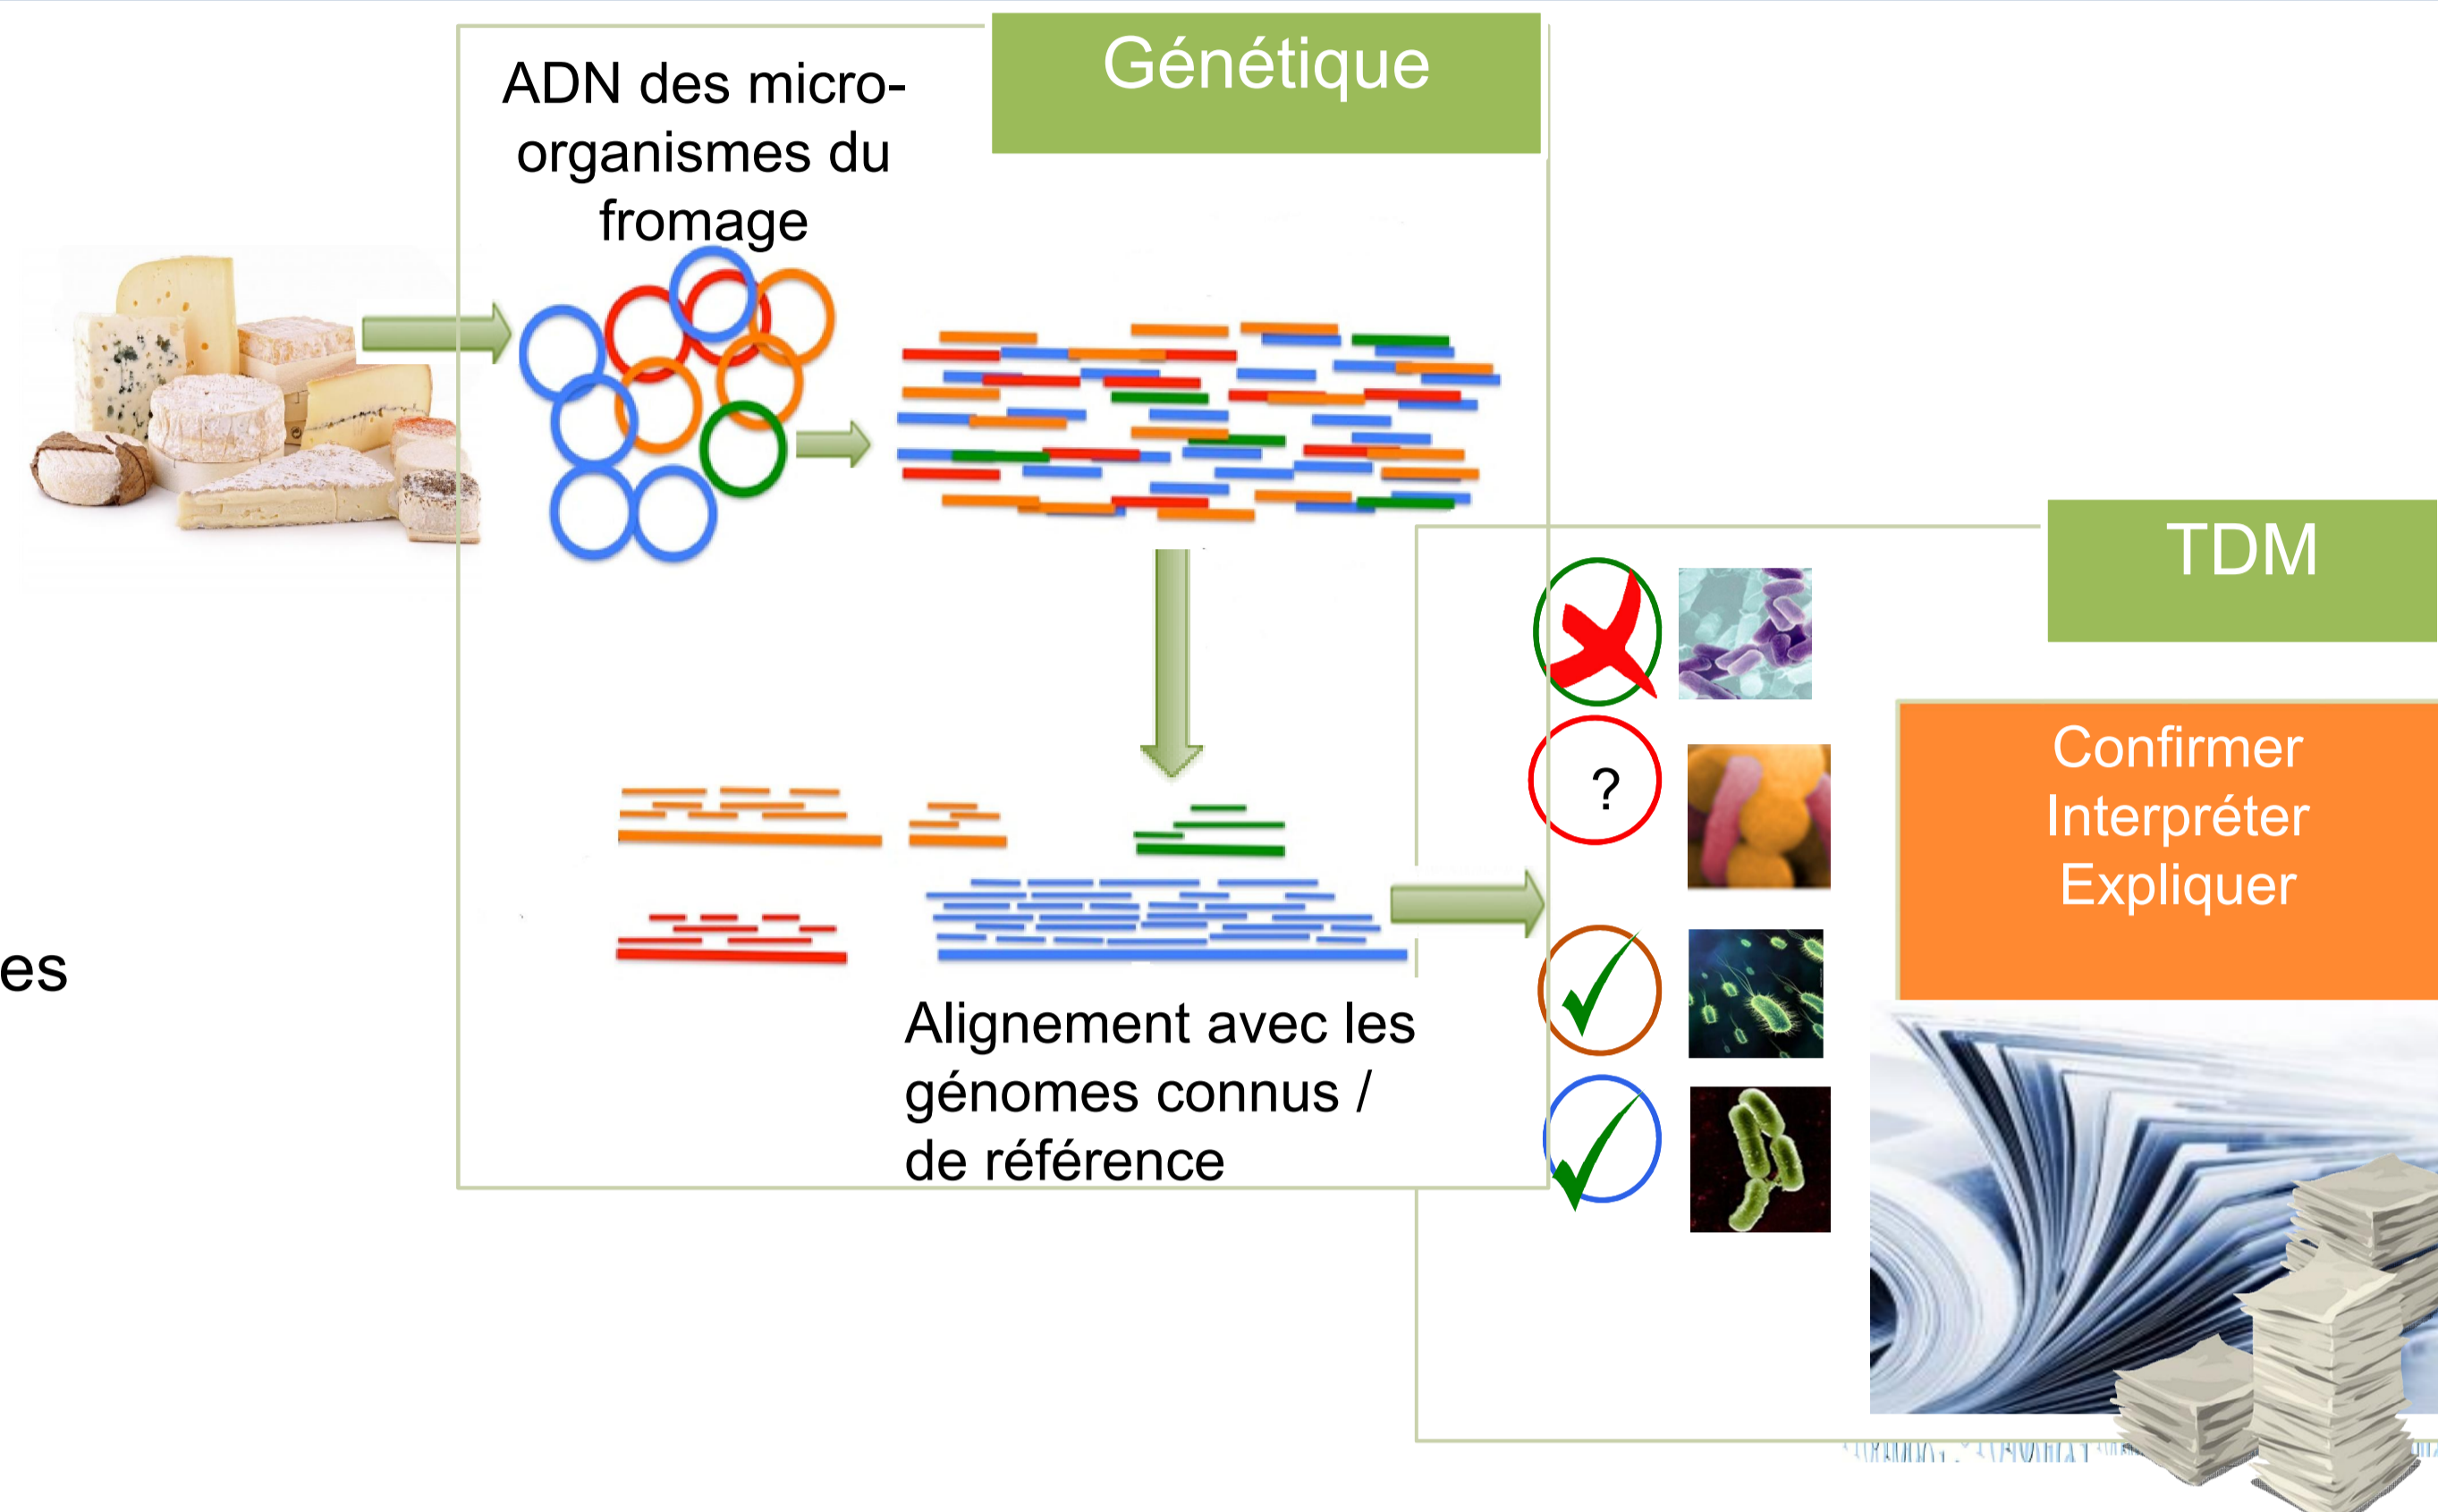 Génétique
ADN des micro-
organismes du
fromage
TDM
?
Confirmer
Interpréter
Expliquer
es
Alignement avec les
génomes connus /
de référence